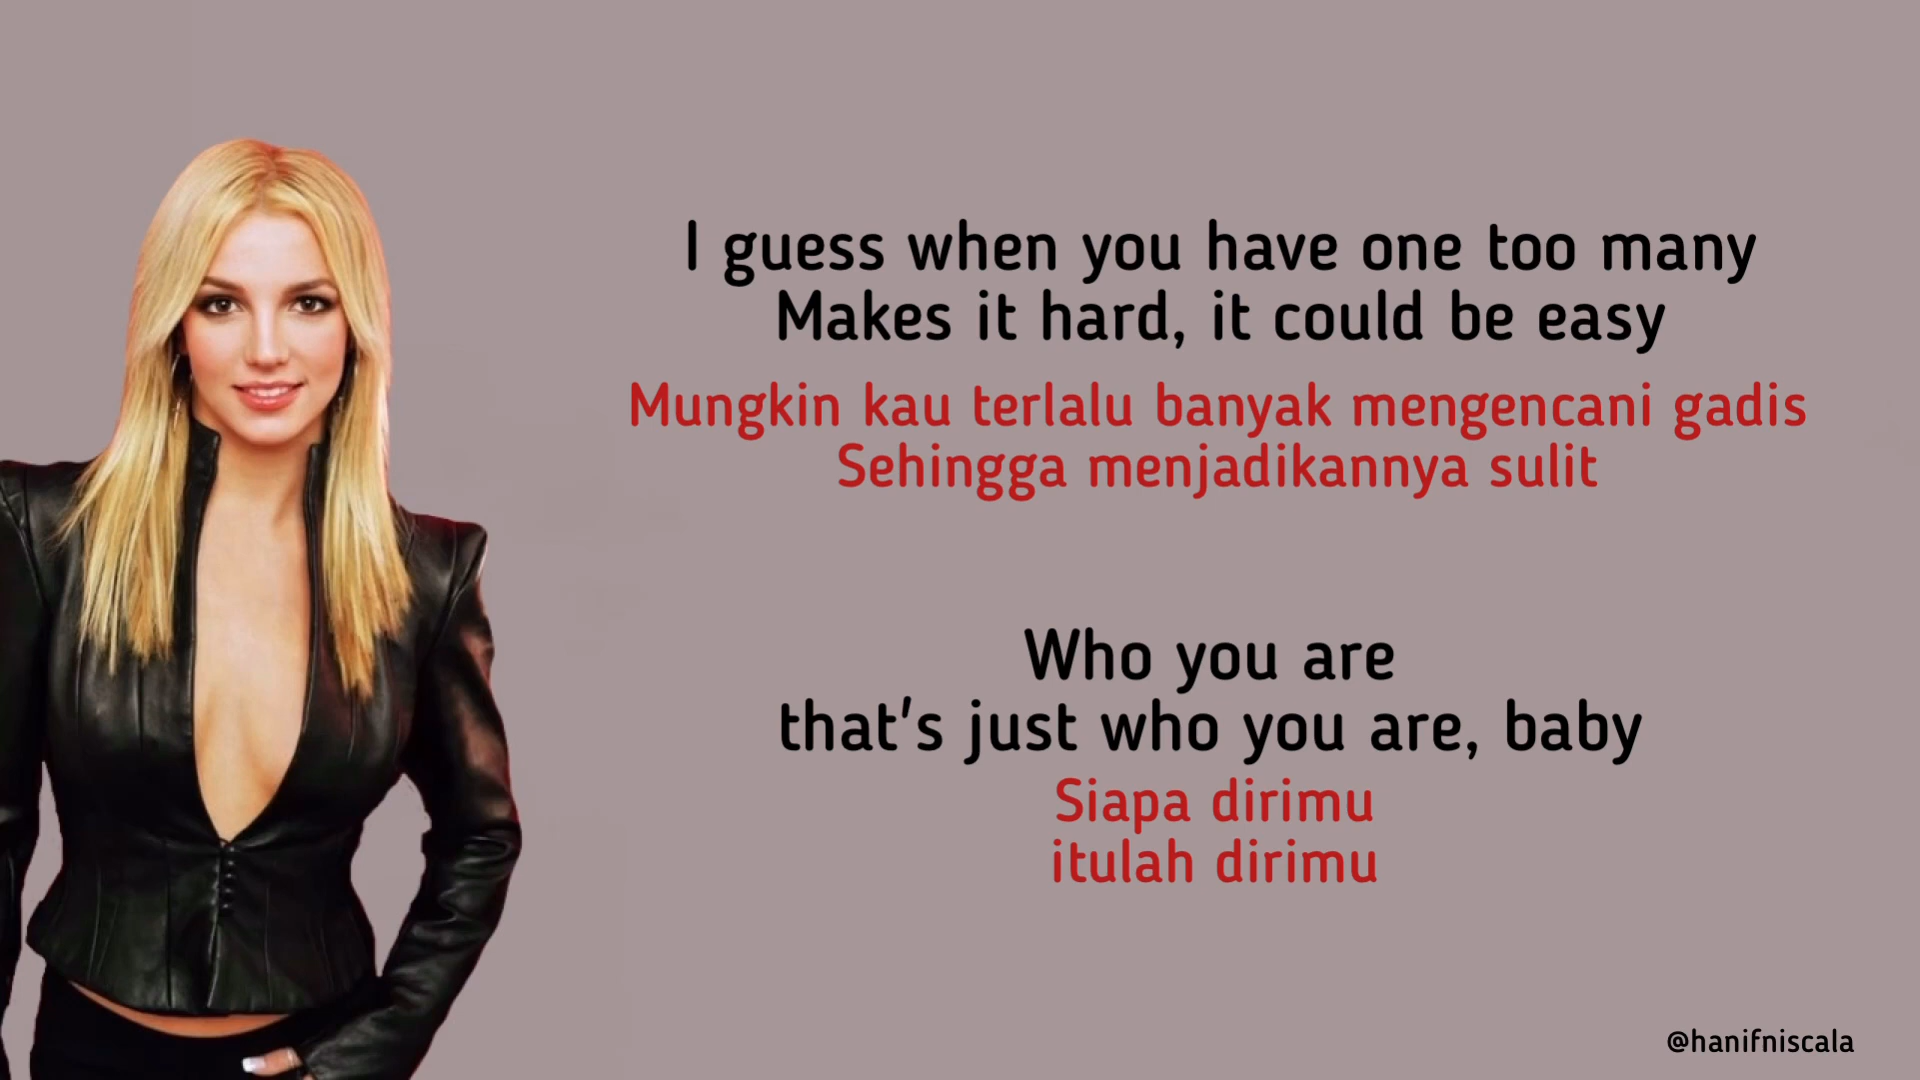 I guess when you have one too many
Makes it hard, it could be easy
Mungkin kau terlalu banyak mengencani gadis
Sehingga menjadikannya sulit
Who you are
that's just who you are, baby
Siapa dirimu
itulah dirimu
@hanifniscala